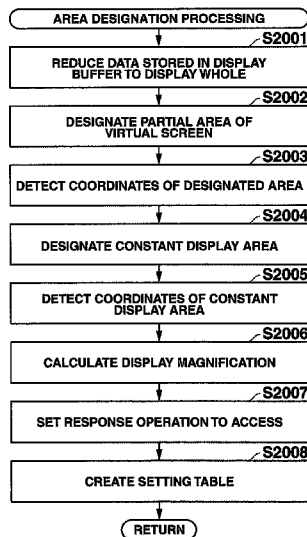 AREA DESIGNATION PROCESSING
S2001
REDUCE DATA STORED IN DISPLAY
BUFFER TO DISPLAY WHOLE
S2002
DESIGNATE PARTIAL AREA OF
VIRTUAL SCREEN
S2003
DETECT COORDINATES OF DESIGNATED AREA
S2004
DESIGNATE CONSTANT DISPLAY AREA
S2005
DETECT COORDINATES OF CONSTANT
DISPLAY AREA
S2006
CALCULATE DISPLAY MAGNIFICATION
S2007
SET RESPONSE OPERATION TO ACCESS
S2008
CREATE SETTING TABLE
RETURN